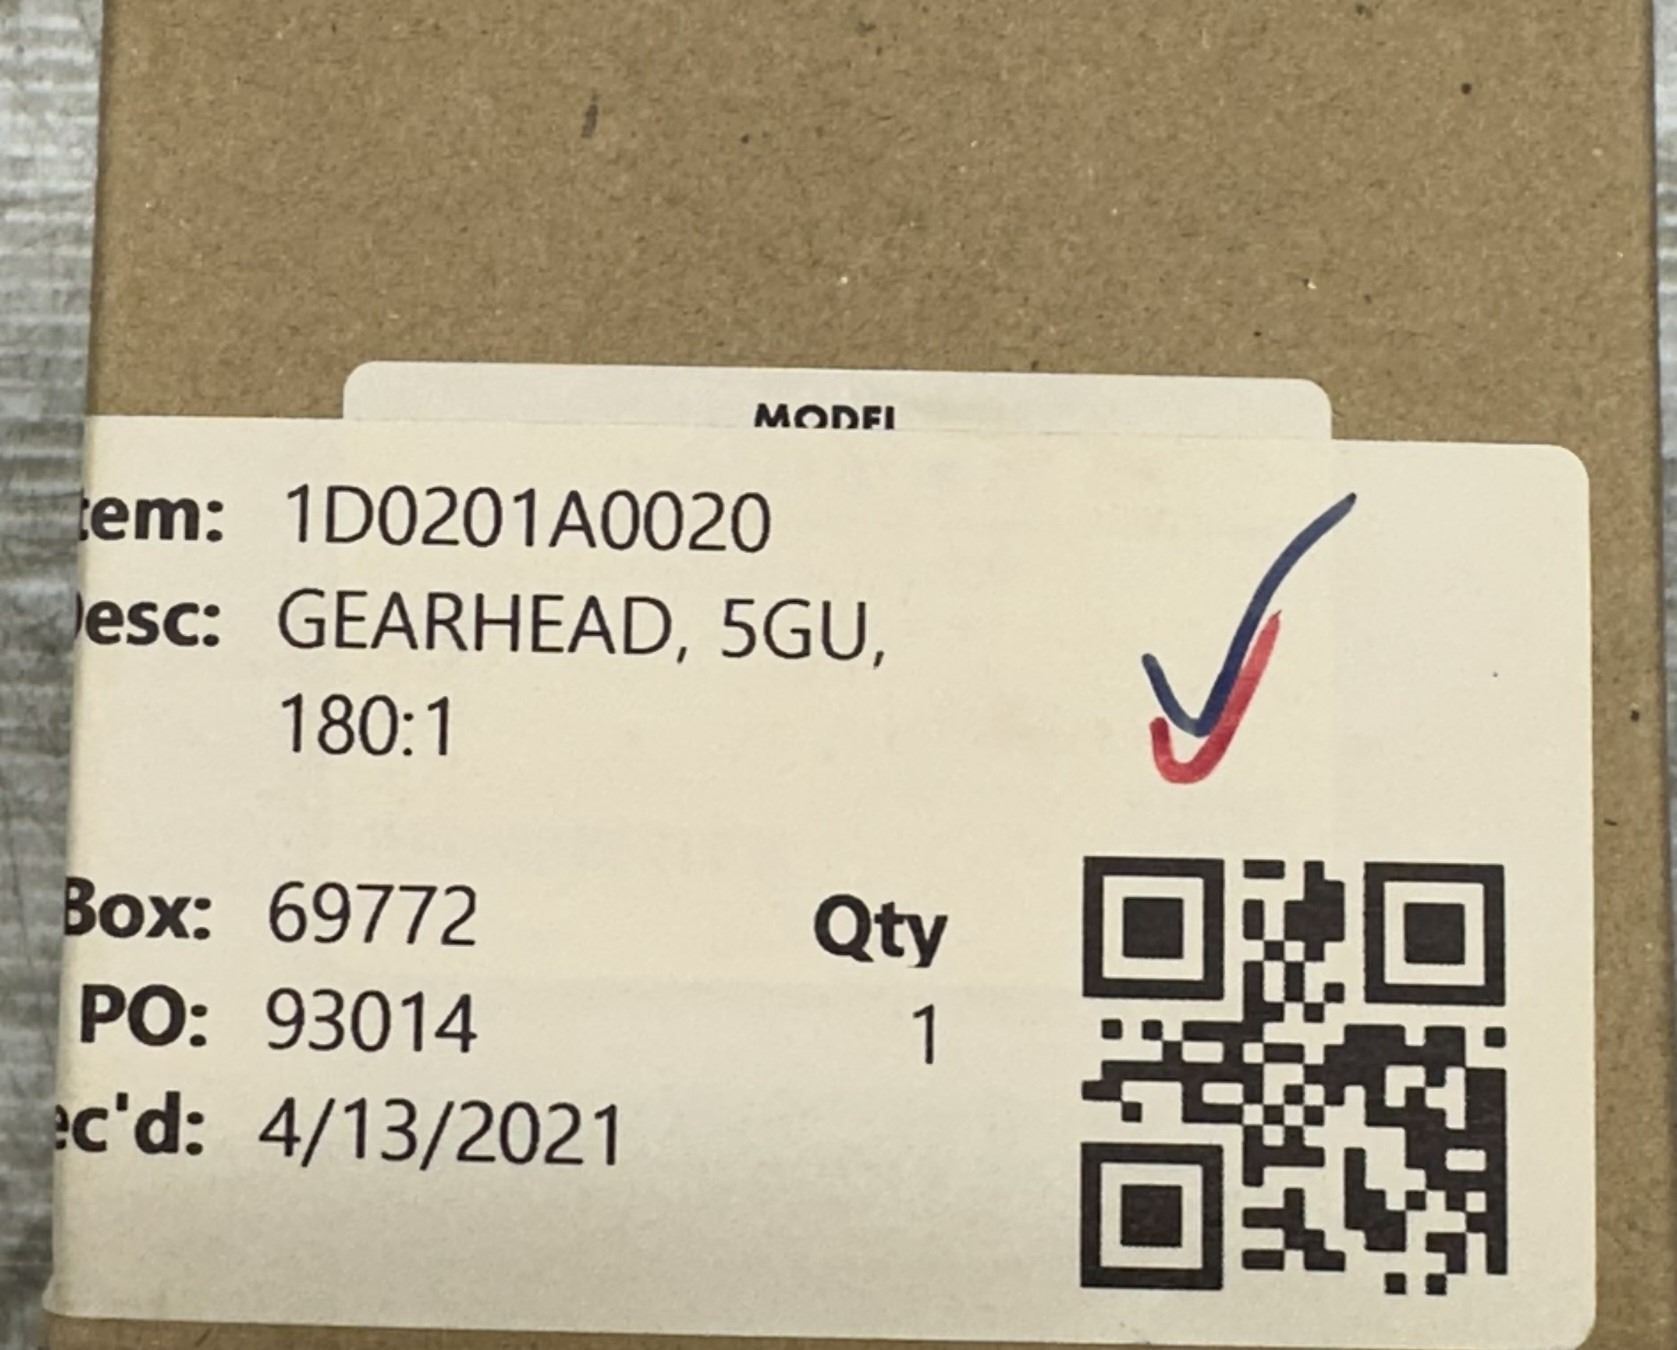 MODEL
tem: 1D0201A0020
esc: GEARHEAD, 5GU,
180:1
Box: 69772
Qty
PO: 93014
1
ec'd: 4/13/2021